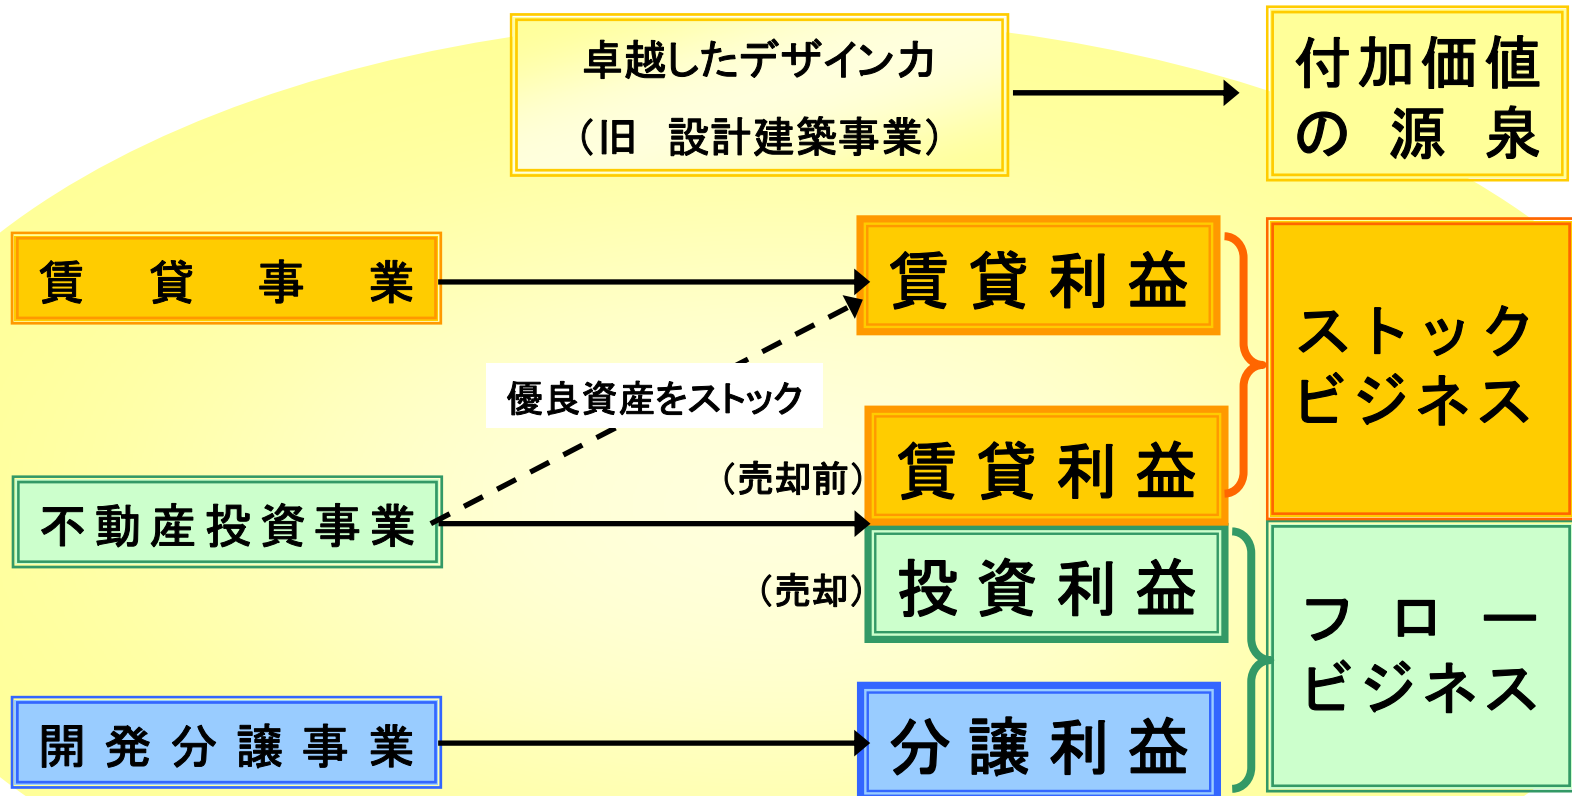 卓越したデザイン力
（旧 設計建築事業）
付加価値
の源泉
賃貸事業
賃貸利益
ストック
ビジネス
優良資産をストック
（売却前）
賃貸利益
不動産投資事業
（売却）
投資利益
フロー
ビジネス
開発分譲事業
分譲利益